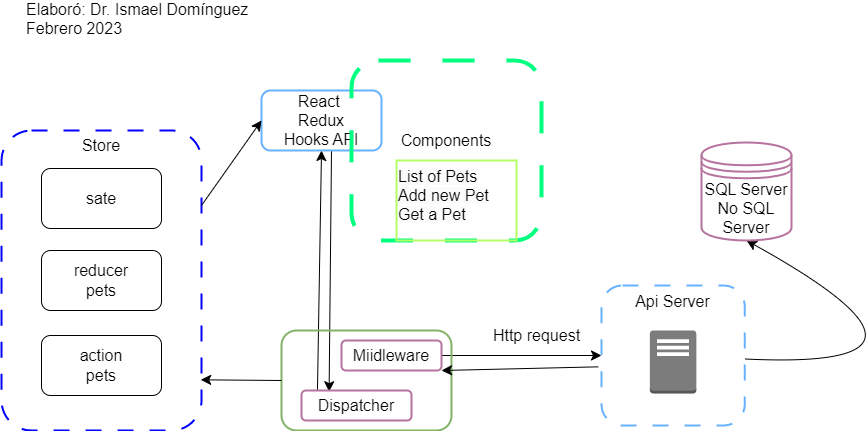 Elaboró: Dr. Ismael Domínguez
Febrero 2023
React
Redux
Hooks API
Components
List of Pets
Add new Pet
Get a Pet
Store
sate
reducer
pets
action
pets
SQL Server
No SQL
Server
Api Server
Http request
Miidleware
Dispatcher